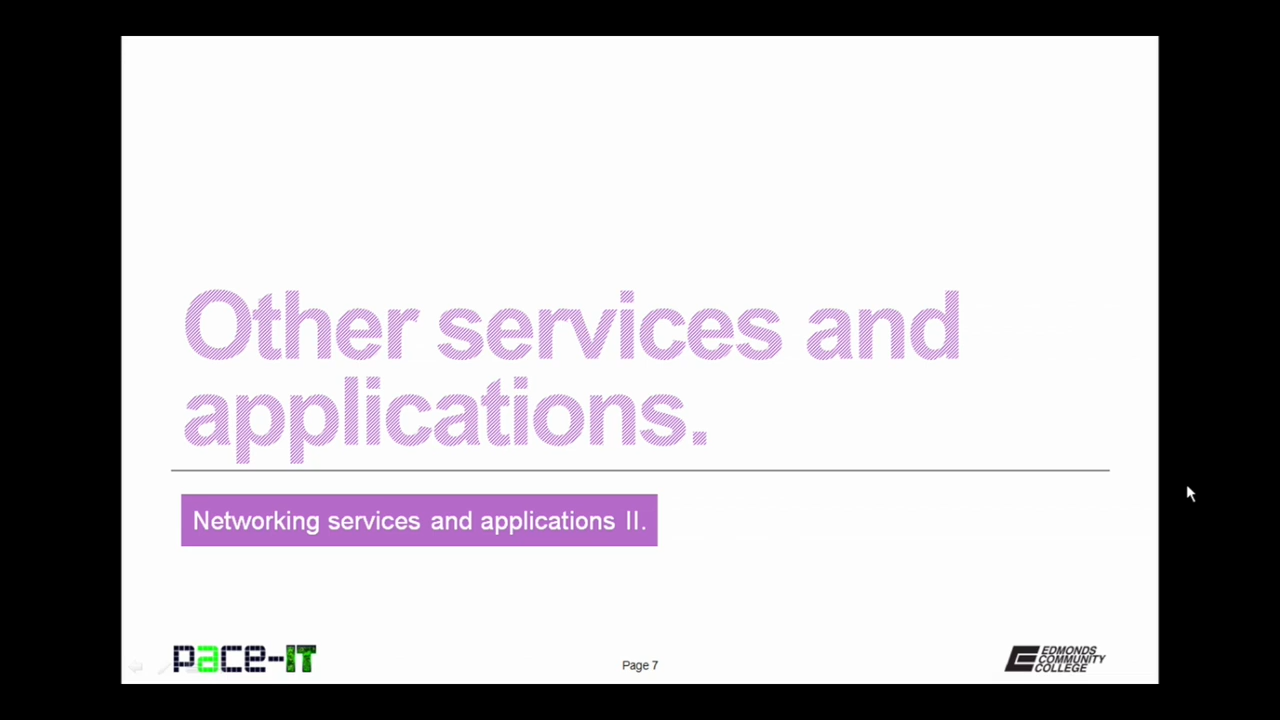 Other services and
applications.
Networking services and applications II.
pace-IT
Page 7
EDMONDS
COMMUNITY
COLLEGE